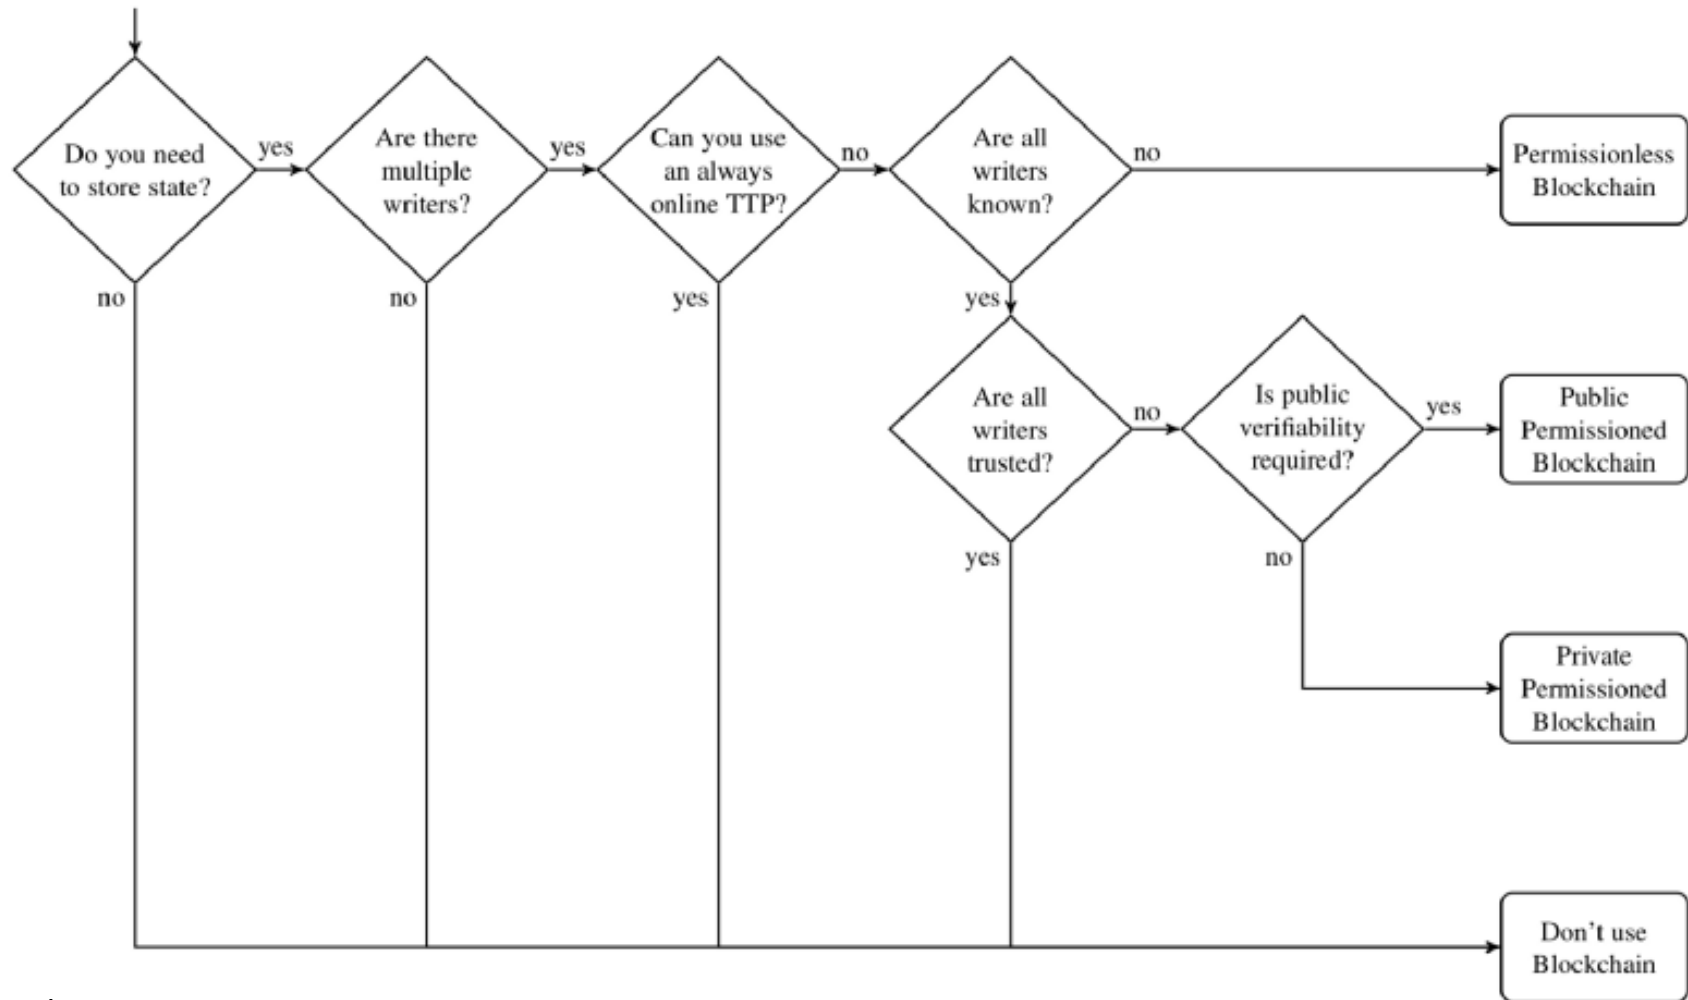 Do you need
to store state?
yes
no
Are there
multiple
writers?
yes
no
Can you use
an always
online TTP?
no
yes
Are all
writers
known?
no
yes
Permissionless
Blockchain
Are all
writers
trusted?
no
yes
Is public
verifiability
required?
yes
no
Public
Permissioned
Blockchain
Private
Permissioned
Blockchain
Don't use
Blockchain